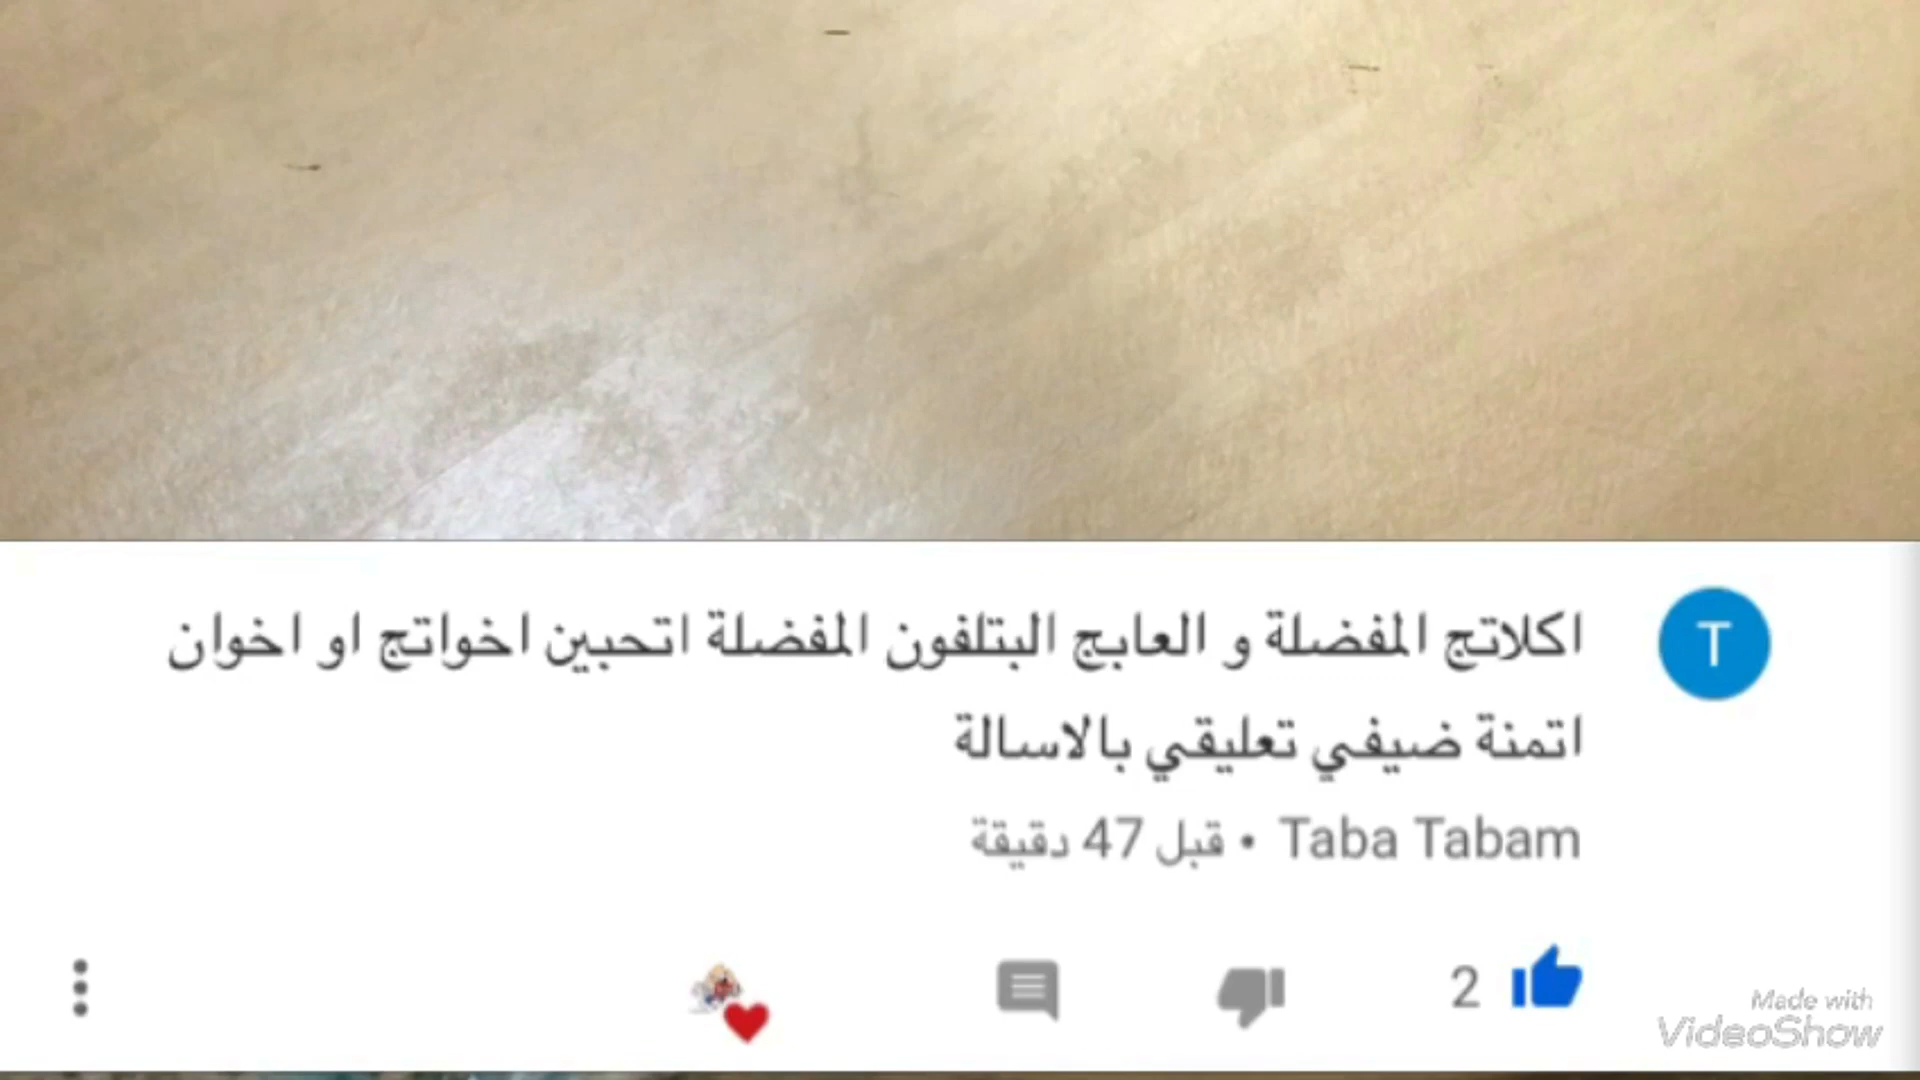 اكلاتج المفضلة و العابج البتلفون المفضلة اتحبين اخواتج او اخوان
اتمنة ضيفي تعليقي بالاسالة
Taba Tabam • قبل 47 دقيقة
2
T
Made with
VideoShow